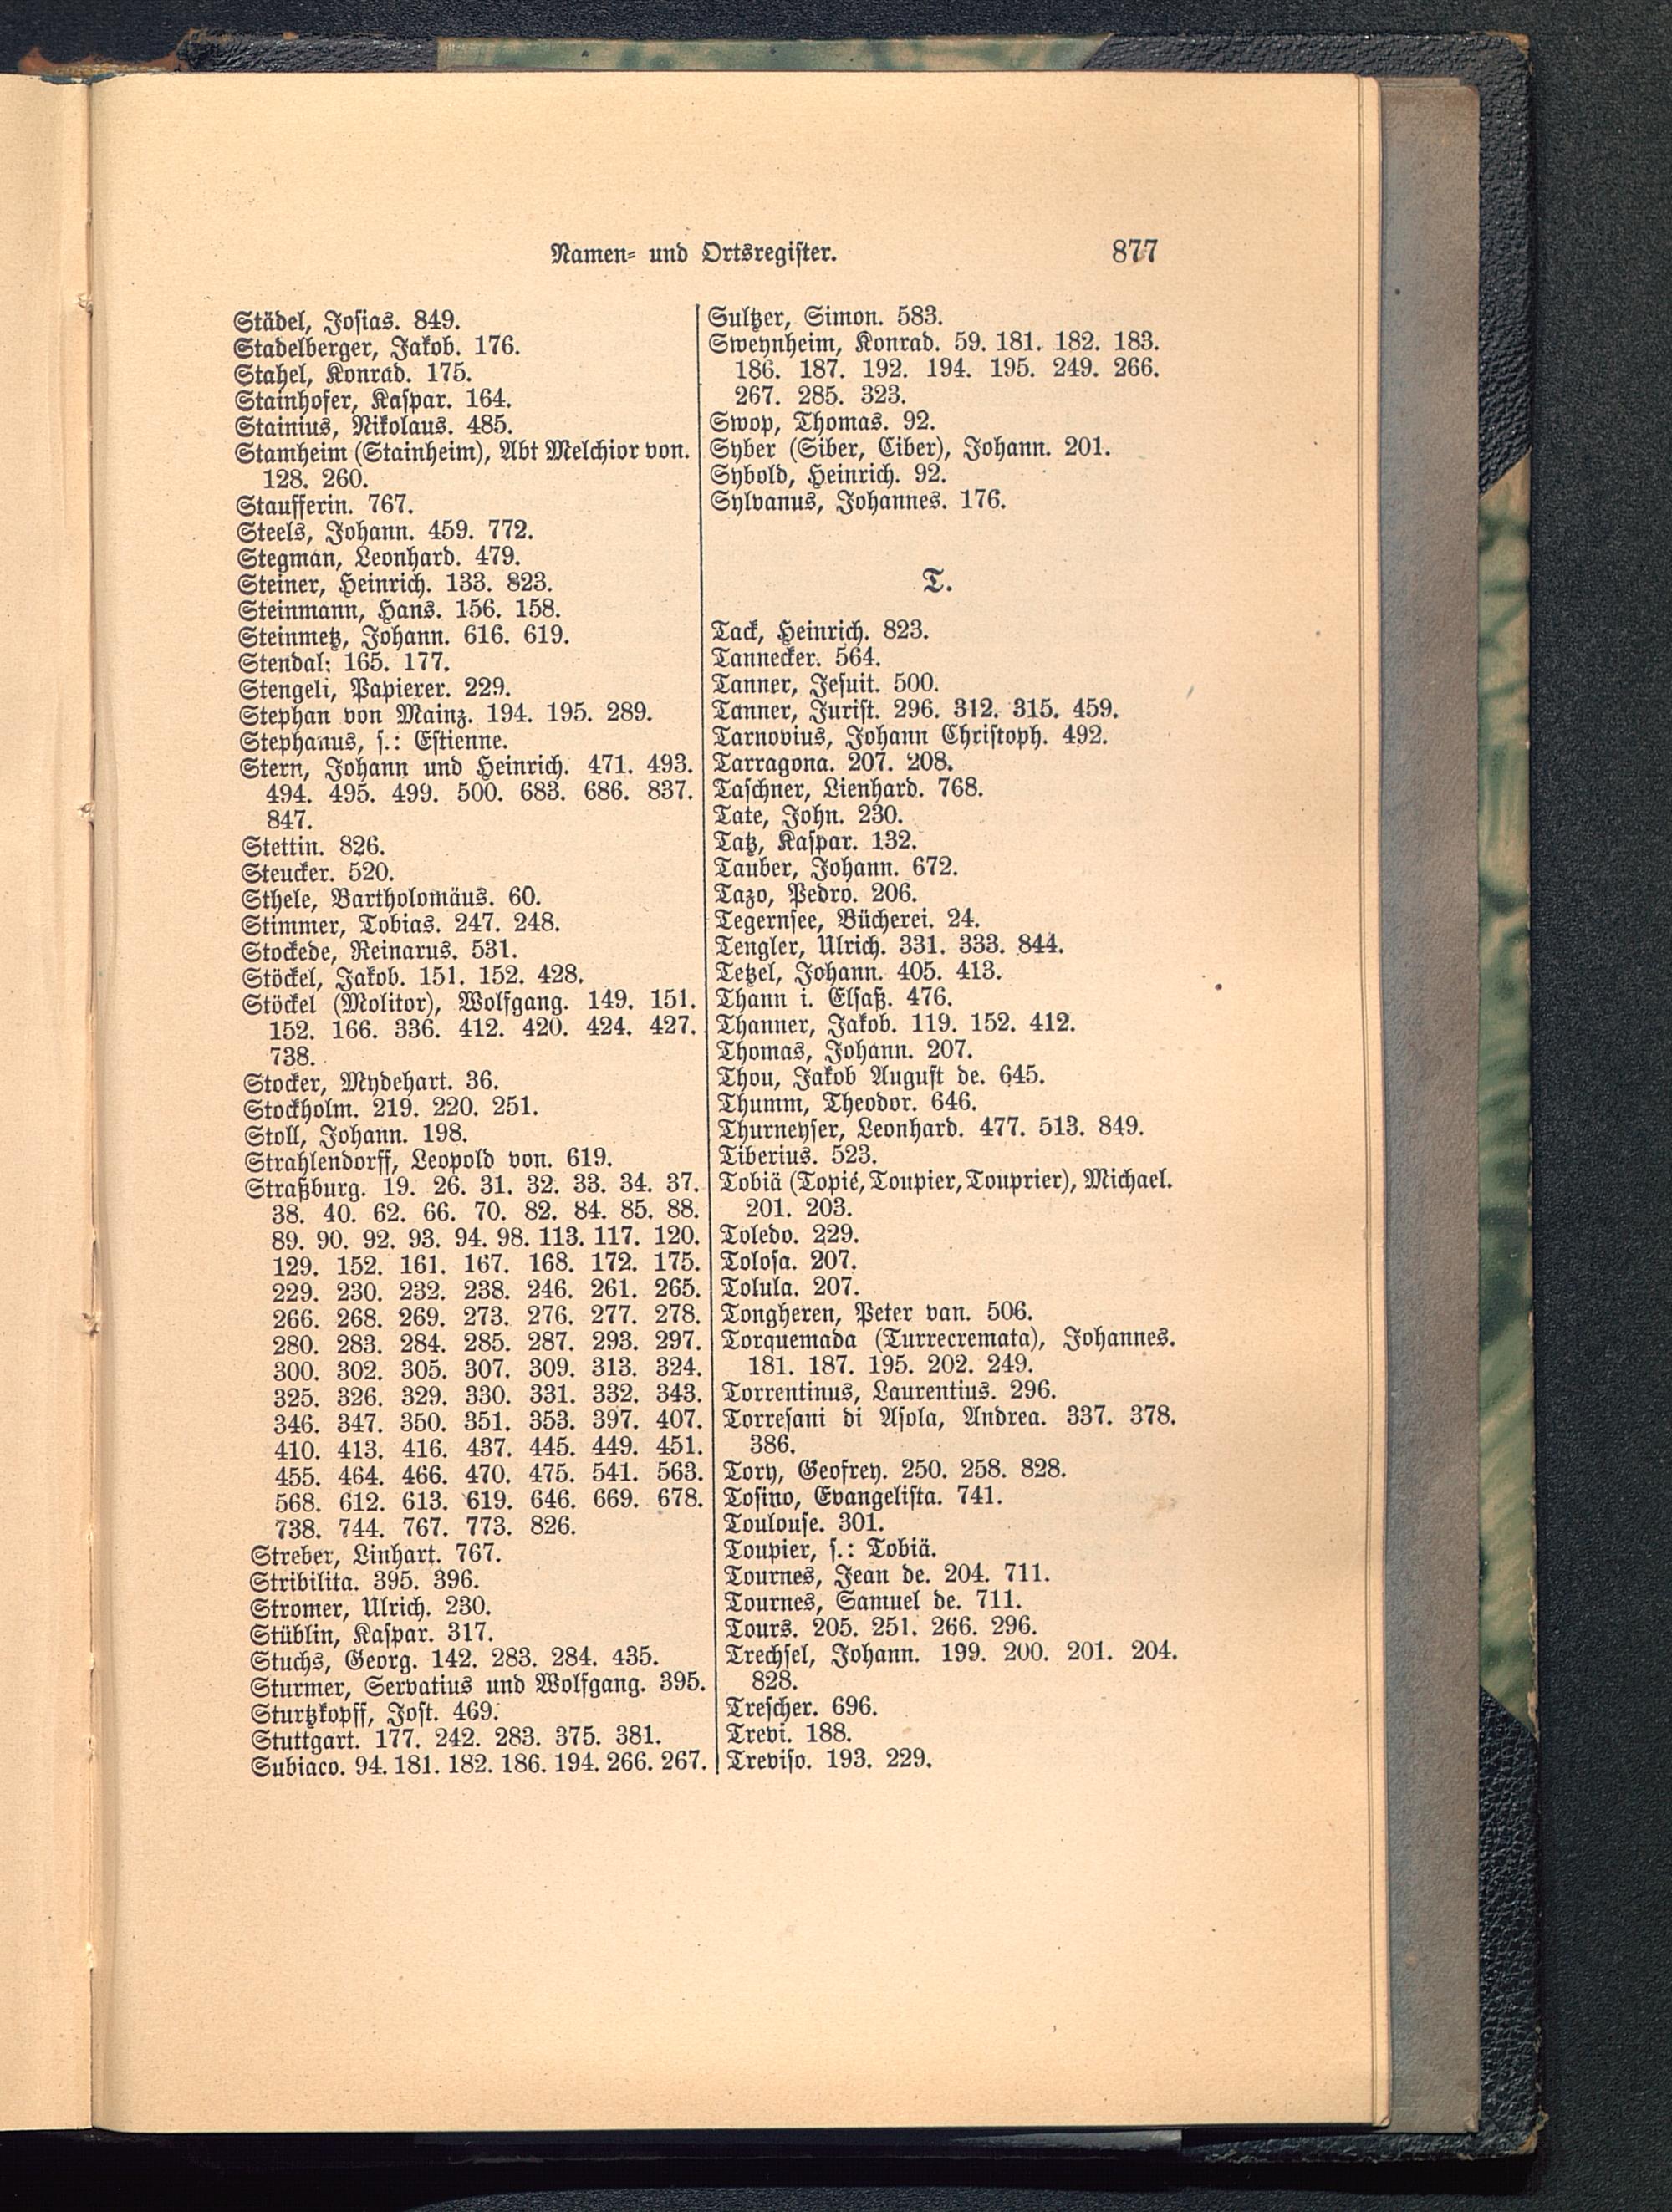 Namen- und Ortsregister. 877
Städel, Josias. 849.
Stadelberger, Jakob. 176.
Stahel, Konrad. 175.
Stainhofer, Kaspar. 164.
Stainius, Nikolaus. 485.
Stamheim (Stainheim), Abt Melchior von.
128. 260.
Staufferin. 767.
Steels, Johann. 459. 772.
Stegman, Leonhard. 479.
Steiner, Heinrich. 133. 823.
Steinmann, Hans. 156. 158.
Steinmetz, Johann. 616. 619.
Stendal: 165. 177.
Stengeli, Papierer. 229.
Stephan von Mainz. 194. 195. 289.
Stephanus, s.: Estienne.
Stern, Johann und Heinrich. 471. 493.
494. 495. 499. 500. 683. 686. 837.
847.
Stettin. 826.
Steucker. 520.
Sthele, Bartholomäus. 60.
Stimmer, Tobias. 247. 248.
Stockede, Reinarus. 531.
Stöckel, Jakob. 151. 152. 428.
Stöckel (Molitor), Wolfgang. 149. 151.
152. 166. 336. 412. 420. 424. 427.
738.
Stocker, Mydehart. 36.
Stockholm. 219. 220. 251.
Stoll, Johann. 198.
Strahlendorff, Leopold von. 619.
Straßburg. 19. 26. 31. 32. 33. 34. 37.
38. 40. 62. 66. 70. 82. 84. 85. 88.
89. 90. 92. 93. 94. 98. 113. 117. 120.
129. 152. 161. 167. 168. 172. 175.
229. 230. 232. 238. 246. 261. 265.
266. 268. 269. 273. 276. 277. 278.
280. 283. 284. 285. 287. 293. 297.
300. 302. 305. 307. 309. 313. 324.
325. 326. 329. 330. 331. 332. 343.
346. 347. 350. 351. 353. 397. 407.
410. 413. 416. 437. 445. 449. 451.
455. 464. 466. 470. 475. 541. 563.
568. 612. 613. 619. 646. 669. 678.
738. 744. 767. 773. 826.
Streber, Linhart. 767.
Stribilita. 395. 396.
Stromer, Ulrich. 230.
Stüblin, Kaspar. 317.
Stuchs, Georg. 142. 283. 284. 435.
Sturmer, Servatius und Wolfgang. 395.
Sturtzkopff, Jost. 469.
Stuttgart. 177. 242. 283. 375. 381.
Subiaco. 94. 181. 182. 186. 194. 266. 267.
Sultzer, Simon. 583.
Sweynheim, Konrad. 59. 181. 182. 183.
186. 187. 192. 194. 195. 249. 266.
267. 285. 323.
Swop, Thomas. 92.
Syber (Siber, Ciber), Johann. 201.
Sybold, Heinrich. 92.
Sylvanus, Johannes. 176.
T.
Tack, Heinrich. 823.
Tannecker. 564.
Tanner, Jesuit. 500.
Tanner, Jurist. 296. 312. 315. 459.
Tarnovius, Johann Christoph. 492.
Tarragona. 207. 208.
Taschner, Lienhard. 768.
Tate, John. 230.
Tatz, Kaspar. 132.
Tauber, Johann. 672.
Tazo, Pedro. 206.
Tegernsee, Bücherei. 24.
Tengler, Ulrich. 331. 333. 844.
Tetzel, Johann. 405. 413.
Thann i. Elsaß. 476.
Thanner, Jakob. 119. 152. 412.
Thomas, Johann. 207.
Thou, Jakob August de. 645.
Thumm, Theodor. 646.
Thurneyser, Leonhard. 477. 513. 849.
Tiberius. 523.
Tobiä (Topié, Toupier, Touprier), Michael.
201. 203.
Toledo. 229.
Tolosa. 207.
Tolula. 207.
Tongheren, Peter van. 506.
Torquemada (Turrecremata), Johannes.
181. 187. 195. 202. 249.
Torrentinus, Laurentius. 296.
Torresani di Asola, Andrea. 337. 378.
386.
Tory, Geofrey. 250. 258. 828.
Tosino, Evangelista. 741.
Toulouse. 301.
Toupier, s.: Tobiä.
Tournes, Jean de. 204. 711.
Tournes, Samuel de. 711.
Tours. 205. 251. 266. 296.
Trechsel, Johann. 199. 200. 201. 204.
828.
Trescher. 696.
Trevi. 188.
Treviso. 193. 229.